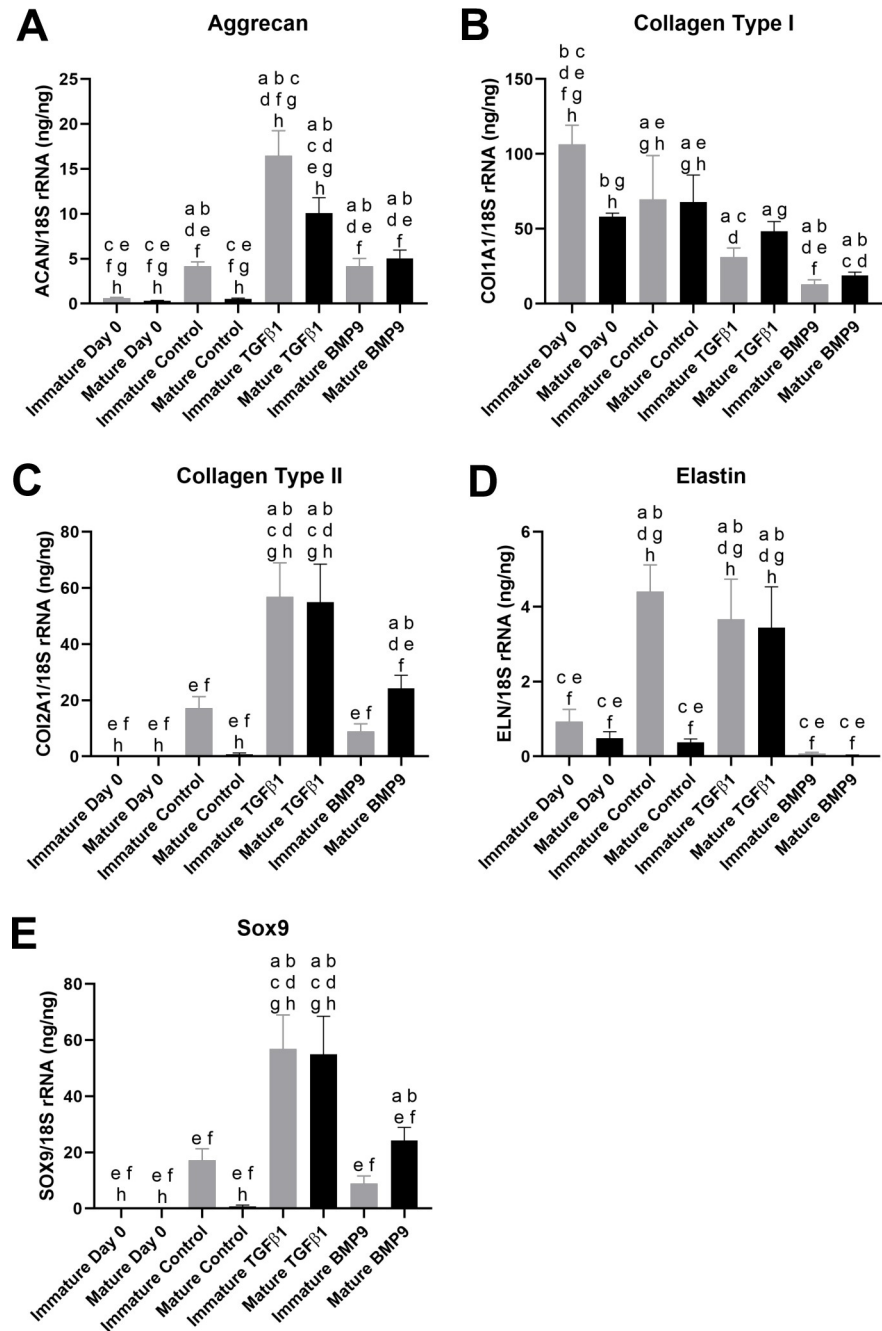 A
Aggrecan
ACAN/18S rRNA (ng/ng)
25
20
15
10
5
0
c e
f g
h
c e
f g
h
a b
d e
f
c e
f g
h
a b c
d f g
h
a b
c d
e g
h
a b
d e
f
a b
d e
f
Immature Day 0
Mature Day 0
Immature Control
Mature Control
Immature TGFβ1
Mature TGFβ1
Immature BMP9
Mature BMP9
B
Collagen Type I
COl1A1/18S rRNA (ng/ng)
150
100
50
0
b c
d e
f g
h
b g
h
a e
g h
a e
g h
a c
d
a g
a b
d e
f
a b
c d
Immature Day 0
Mature Day 0
Immature Control
Mature Control
Immature TGFβ1
Mature TGFβ1
Immature BMP9
Mature BMP9
C
Collagen Type II
COl2A1/18S rRNA (ng/ng)
80
60
40
20
0
e f
h
e f
h
e f
e f
h
a b
c d
g h
a b
c d
g h
e f
a b
d e
f
Immature Day 0
Mature Day 0
Immature Control
Mature Control
Immature TGFβ1
Mature TGFβ1
Immature BMP9
Mature BMP9
D
Elastin
ELN/18S rRNA (ng/ng)
6
4
2
0
c e
f
c e
f
a b
d g
h
c e
f
a b
d g
h
a b
d g
h
c e
f
c e
f
Immature Day 0
Mature Day 0
Immature Control
Mature Control
Immature TGFβ1
Mature TGFβ1
Immature BMP9
Mature BMP9
E
Sox9
SOX9/18S rRNA (ng/ng)
80
60
40
20
0
e f
h
e f
h
e f
e f
h
a b
c d
g h
a b
c d
g h
e f
a b
e f
Immature Day 0
Mature Day 0
Immature Control
Mature Control
Immature TGFβ1
Mature TGFβ1
Immature BMP9
Mature BMP9